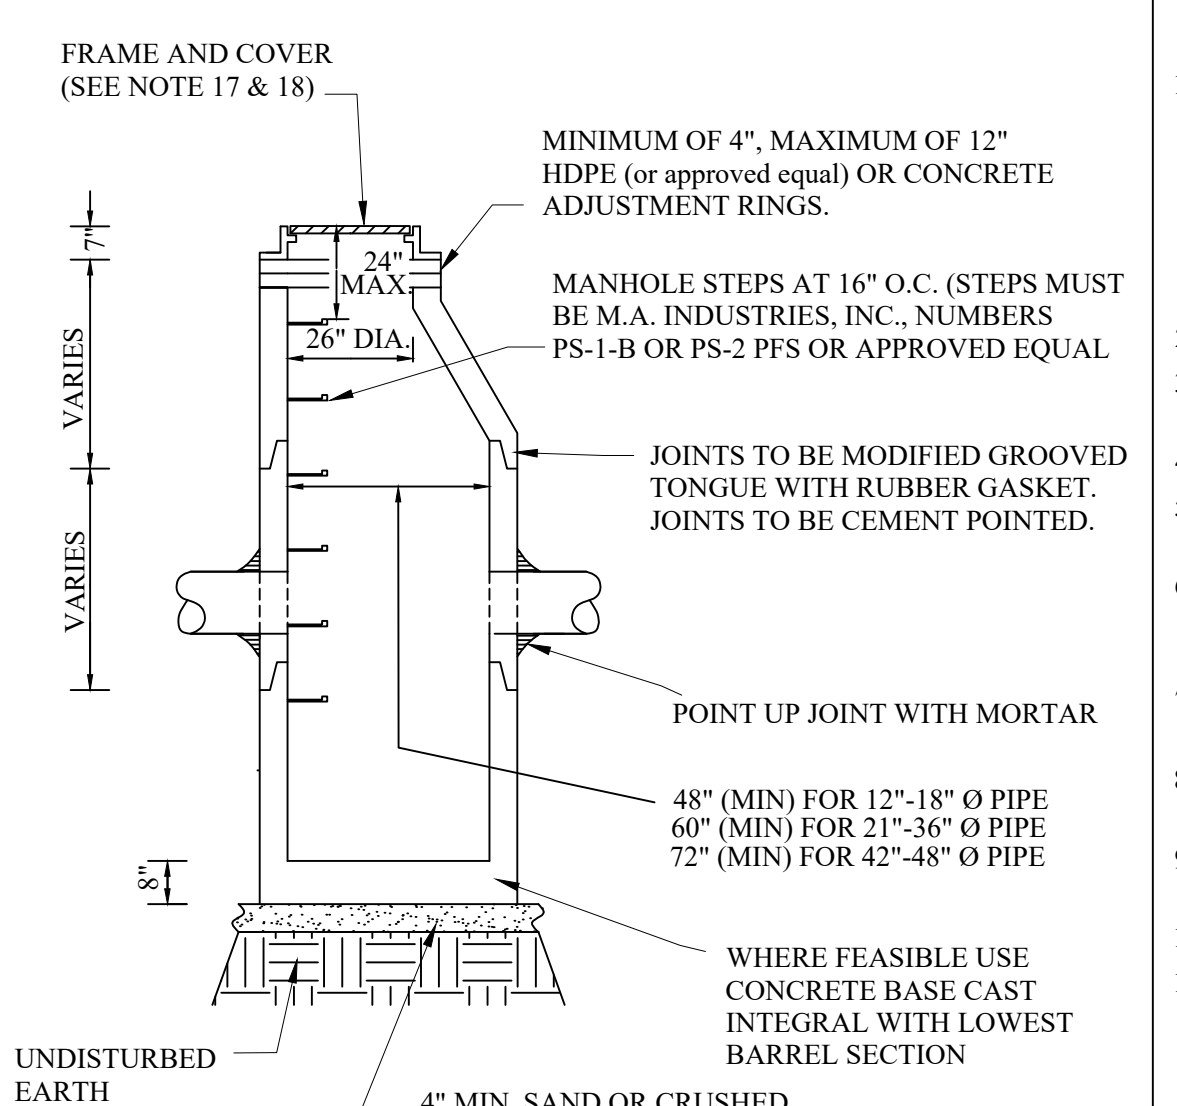 FRAME AND COVER
(SEE NOTE 17 & 18)
MINIMUM OF 4", MAXIMUM OF 12"
HDPE (or approved equal) OR CONCRETE
ADJUSTMENT RINGS.
7"
24"
MAX.
MANHOLE STEPS AT 16" O.C. (STEPS MUST
BE M.A. INDUSTRIES, INC., NUMBERS
PS-1-B OR PS-2 PFS OR APPROVED EQUAL
26" DIA.
VARIES
JOINTS TO BE MODIFIED GROOVED
TONGUE WITH RUBBER GASKET.
JOINTS TO BE CEMENT POINTED.
VARIES
POINT UP JOINT WITH MORTAR
48" (MIN) FOR 12"-18" Ø PIPE
60" (MIN) FOR 21"-36" Ø PIPE
72" (MIN) FOR 42"-48" Ø PIPE
8"
WHERE FEASIBLE USE
CONCRETE BASE CAST
INTEGRAL WITH LOWEST
BARREL SECTION
UNDISTURBED
EARTH
4" MIN. SAND OR CRUSHED